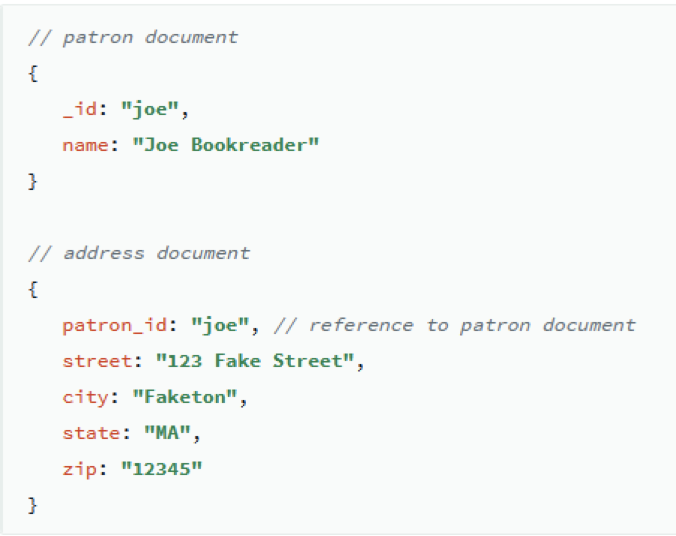 // patron document
{
_id: "joe",
name: "Joe Bookreader"
}
// address document
{
patron_id: "joe", // reference to patron document
street: "123 Fake Street",
city: "Faketon",
state: "MA",
zip: "12345"
}